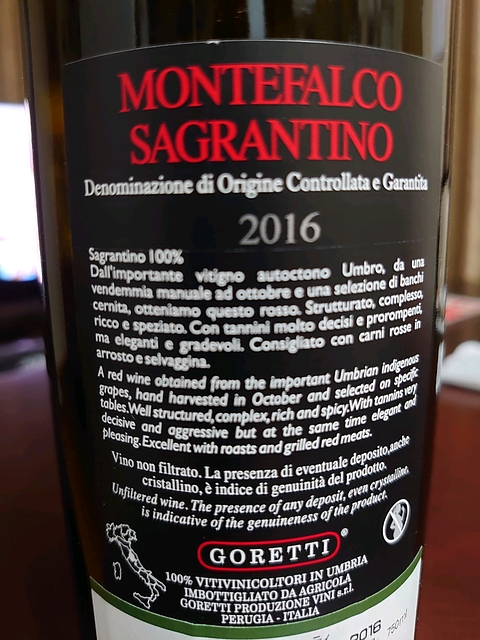 MONTEFALCO
SAGRANTINO
Denominazione di Origine Controllata e Garantita
2016
Sagrantino 100%
Dall'importante vitigno autoctono Umbro, da una
vendemmia manuale ad ottobre e una selezione di banchi
cernita, otteniamo questo rosso. Strutturato, complesso,
ricco e speziato. Con tannini molto decisi e prorompenti,
ma eleganti e gradevoli. Consigliato con carni rosse in
arrosto e selvaggina.
A red wine obtained from the important Umbrian indigenous
grapes, hand harvested in October and selected on specific
tables.Well structured,complex,rich and spicy.With tannins very
decisive and aggressive but at the same time elegant and
pleasing.Excellent with roasts and grilled red meats.
Vino non filtrato. La presenza di eventuale deposito,anche
cristallino, è indice di genuinità del prodotto.
Unfiltered wine. The presence of any deposit, even crystalline,
is indicative of the genuineness of the product.
GORETTI®
100% VITIVINICOLTORI IN UMBRIA
IMBOTTIGLIATO DA AGRICOLA
GORETTI PRODUZIONE VINI s.r.l.
PERUGIA - ITALIA
2016 750ml